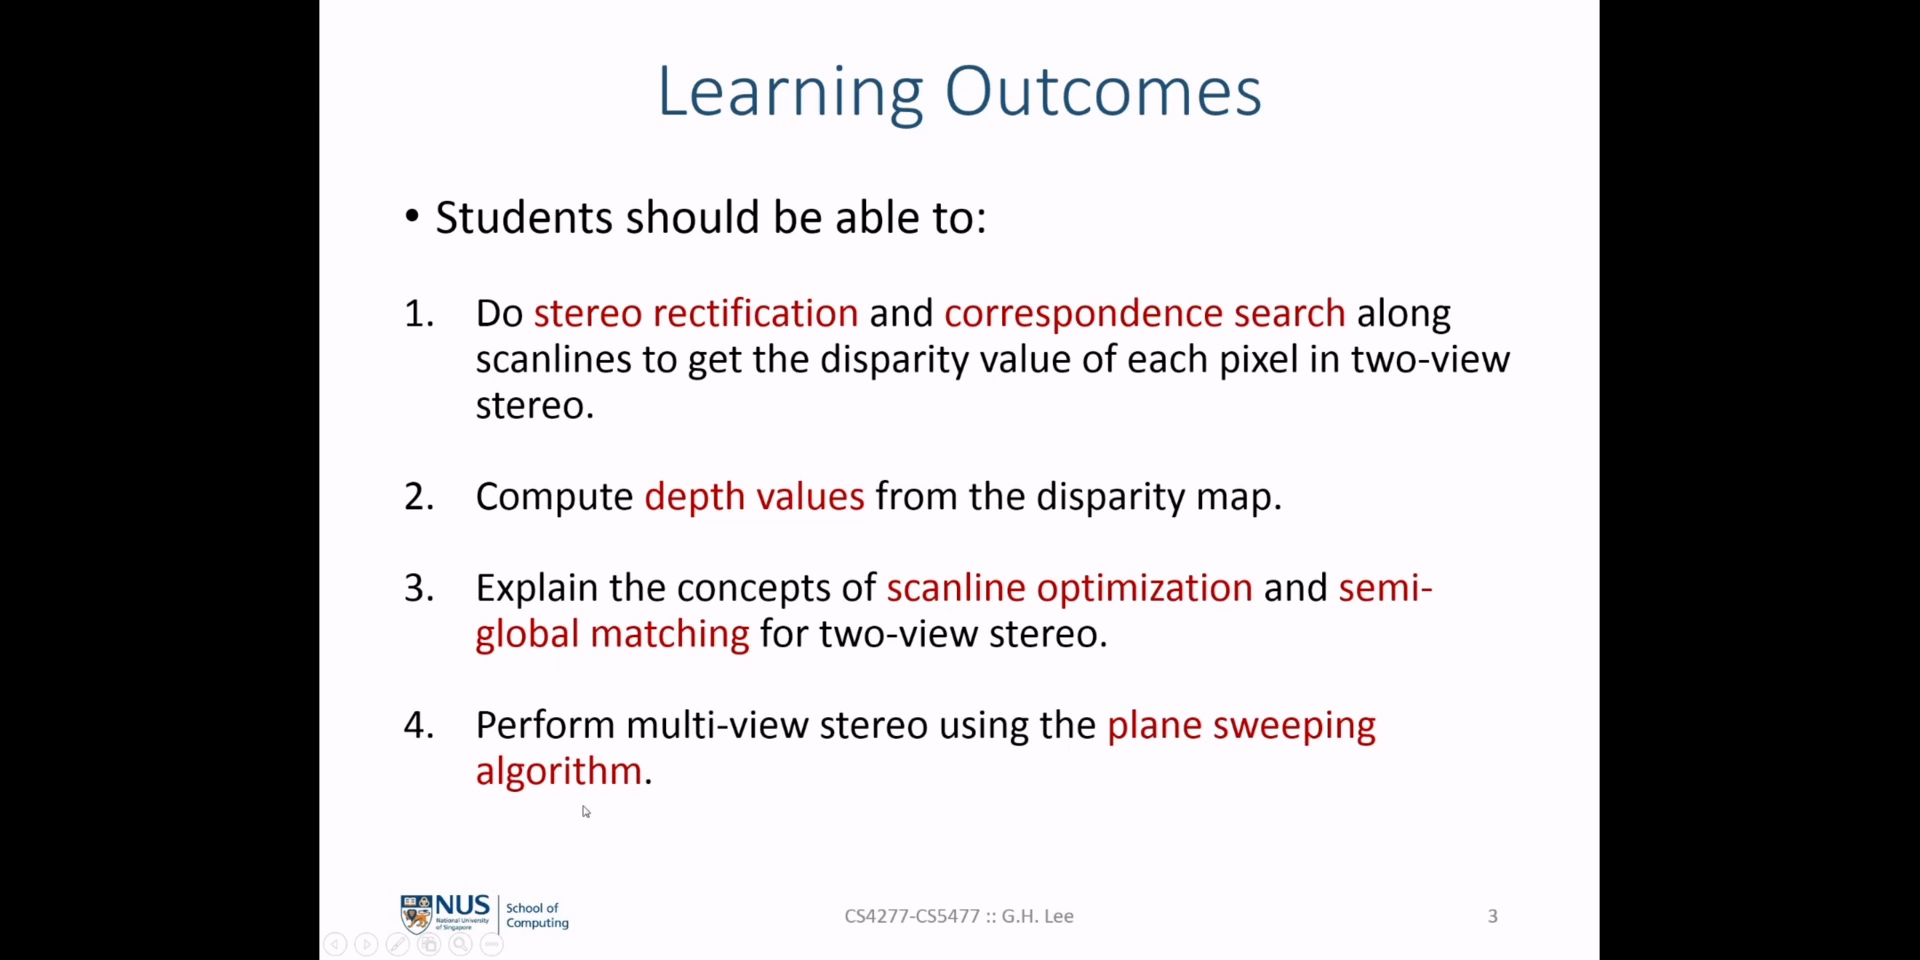 Learning Outcomes
• Students should be able to:
1. Do stereo rectification and correspondence search along
scanlines to get the disparity value of each pixel in two-view
stereo.
2. Compute depth values from the disparity map.
3. Explain the concepts of scanline optimization and semi-
global matching for two-view stereo.
4. Perform multi-view stereo using the plane sweeping
algorithm.
NUS
National University
of Singapore
School of
Computing
CS4277-CS5477 :: G.H. Lee
3